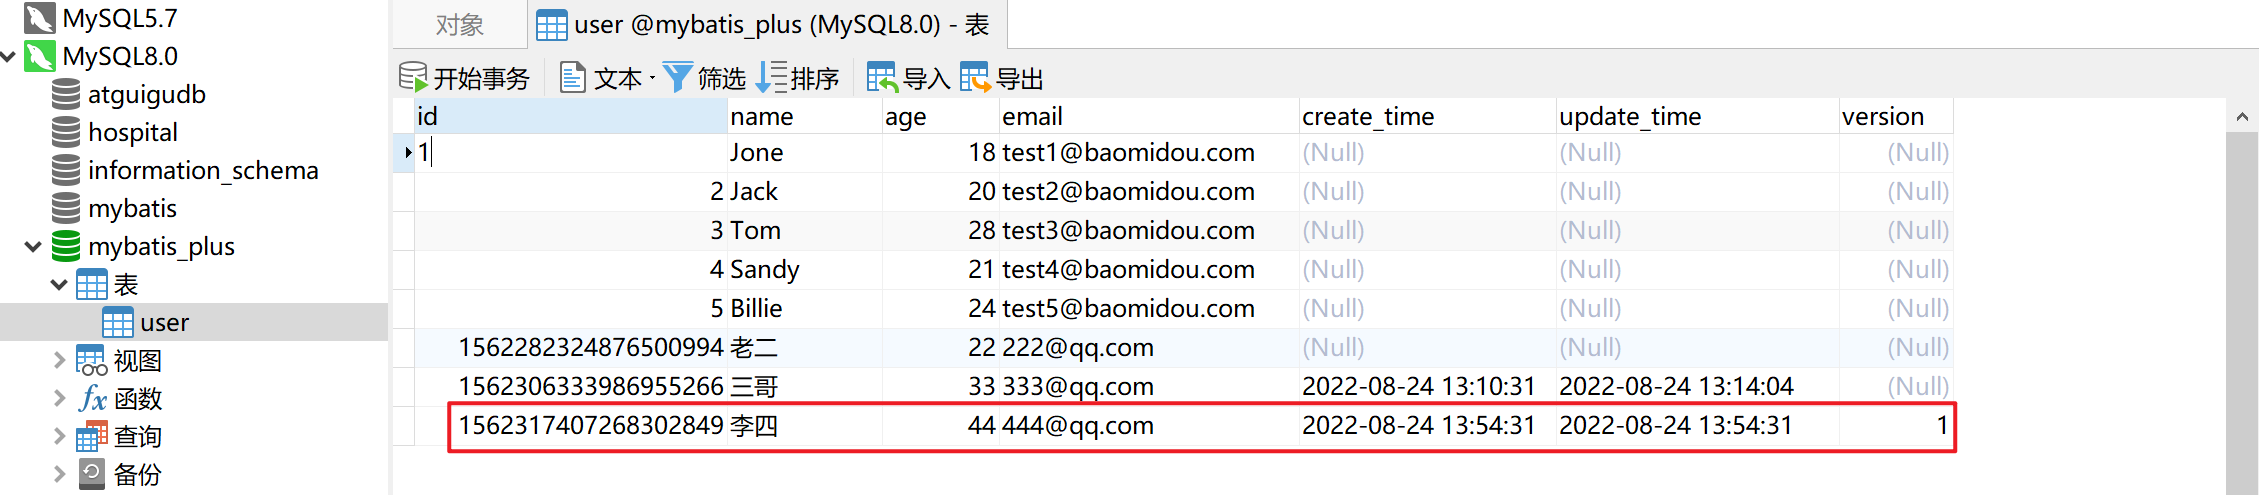 MySQL5.7
MySQL8.0
atguigudb
hospital
information_schema
mybatis
mybatis_plus
表
user
视图
fx 函数
查询
备份
对象 user @mybatis_plus (MySQL8.0) - 表
开始事务 文本 · 筛选 排序 导入 导出
id name age email create_time update_time version
1 Jone 18 test1@baomidou.com (Null) (Null) (Null)
2 Jack 20 test2@baomidou.com (Null) (Null) (Null)
3 Tom 28 test3@baomidou.com (Null) (Null) (Null)
4 Sandy 21 test4@baomidou.com (Null) (Null) (Null)
5 Billie 24 test5@baomidou.com (Null) (Null) (Null)
1562282324876500994 老二 22 222@qq.com (Null) (Null) (Null)
1562306333986955266 三哥 33 333@qq.com 2022-08-24 13:10:31 2022-08-24 13:14:04 (Null)
1562317407268302849 李四 44 444@qq.com 2022-08-24 13:54:31 2022-08-24 13:54:31 1